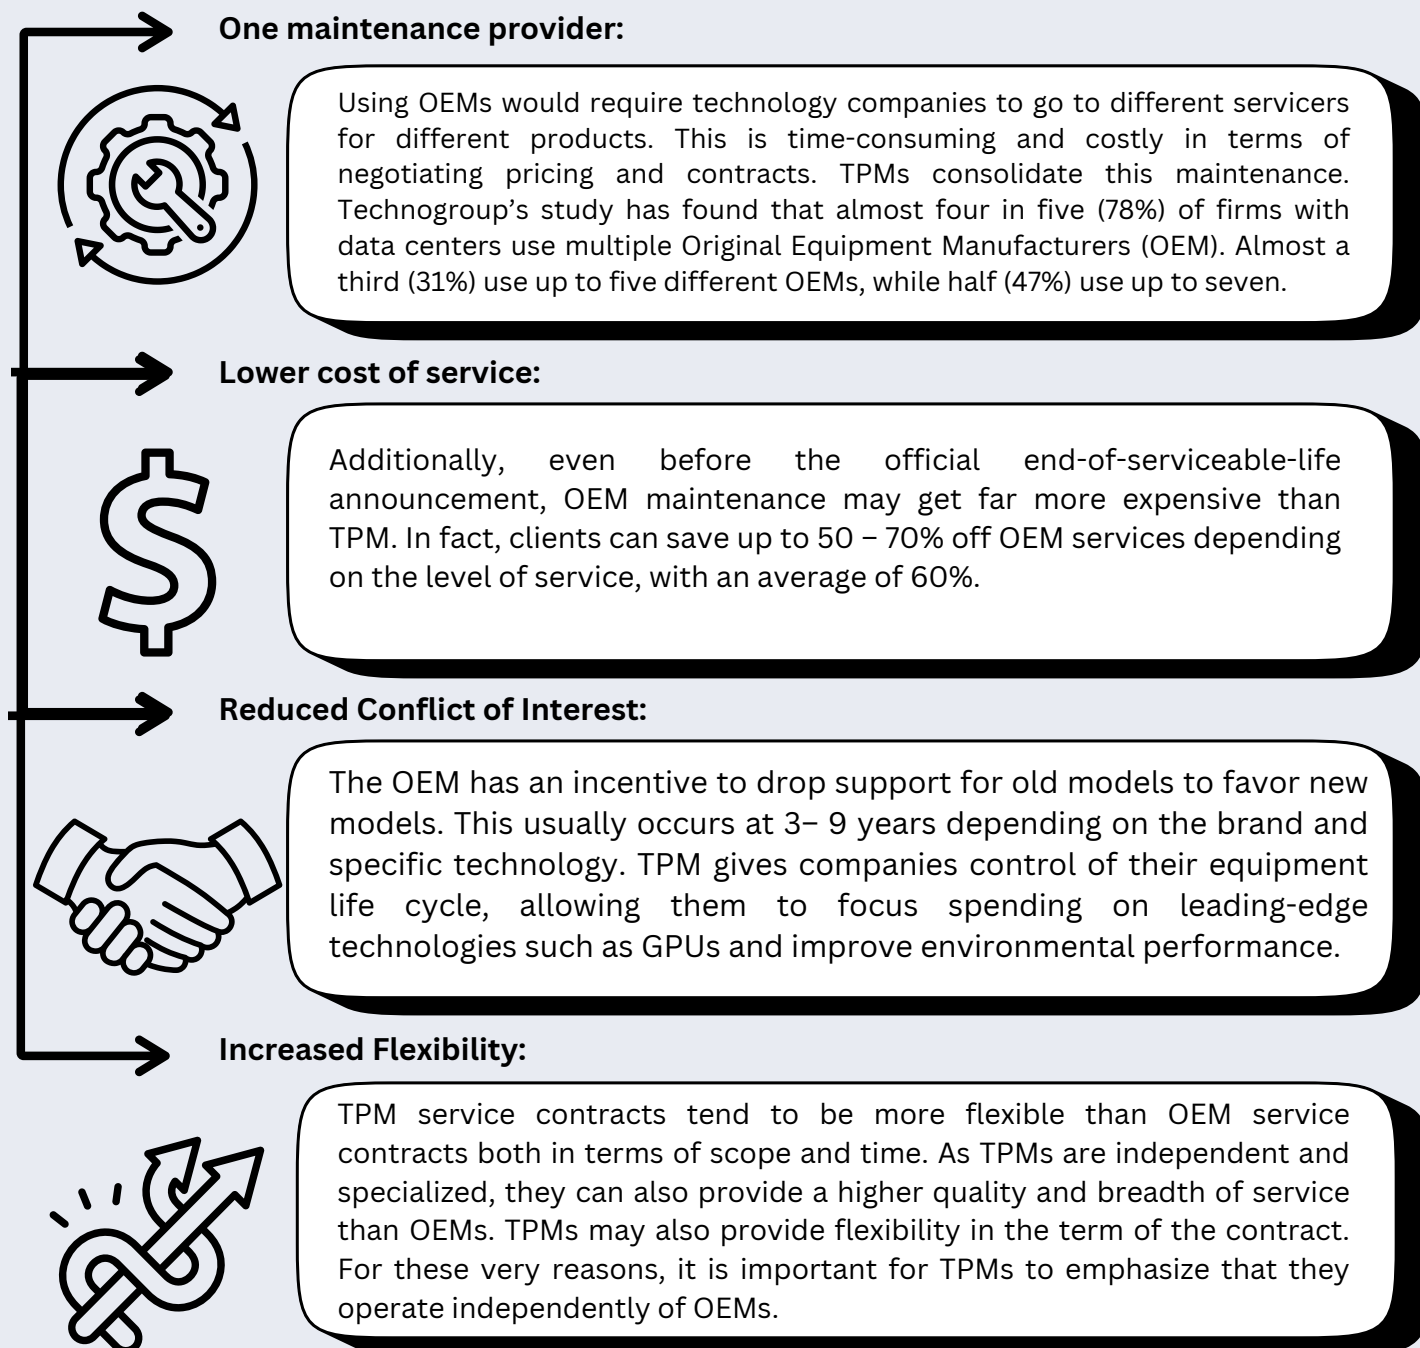 One maintenance provider:
Using OEMs would require technology companies to go to different servicers
for different products. This is time-consuming and costly in terms of
negotiating pricing and contracts. TPMs consolidate this maintenance.
Technogroup’s study has found that almost four in five (78%) of firms with
data centers use multiple Original Equipment Manufacturers (OEM). Almost a
third (31%) use up to five different OEMs, while half (47%) use up to seven.
Lower cost of service:
Additionally, even before the official end-of-serviceable-life
announcement, OEM maintenance may get far more expensive than
TPM. In fact, clients can save up to 50 – 70% off OEM services depending
on the level of service, with an average of 60%.
Reduced Conflict of Interest:
The OEM has an incentive to drop support for old models to favor new
models. This usually occurs at 3– 9 years depending on the brand and
specific technology. TPM gives companies control of their equipment
life cycle, allowing them to focus spending on leading-edge
technologies such as GPUs and improve environmental performance.
Increased Flexibility:
TPM service contracts tend to be more flexible than OEM service
contracts both in terms of scope and time. As TPMs are independent and
specialized, they can also provide a higher quality and breadth of service
than OEMs. TPMs may also provide flexibility in the term of the contract.
For these very reasons, it is important for TPMs to emphasize that they
operate independently of OEMs.